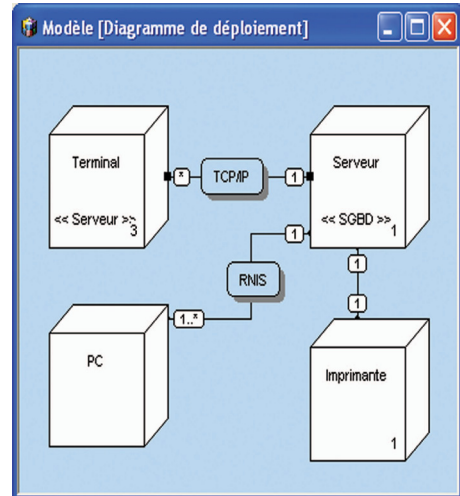 Modèle [Diagramme de déploiement]
Terminal
<< Serveur >>
3
*
TCP/IP
1
Serveur
<< SGBD >>
1
1
RNIS
1..*
1
1
PC
Imprimante
1